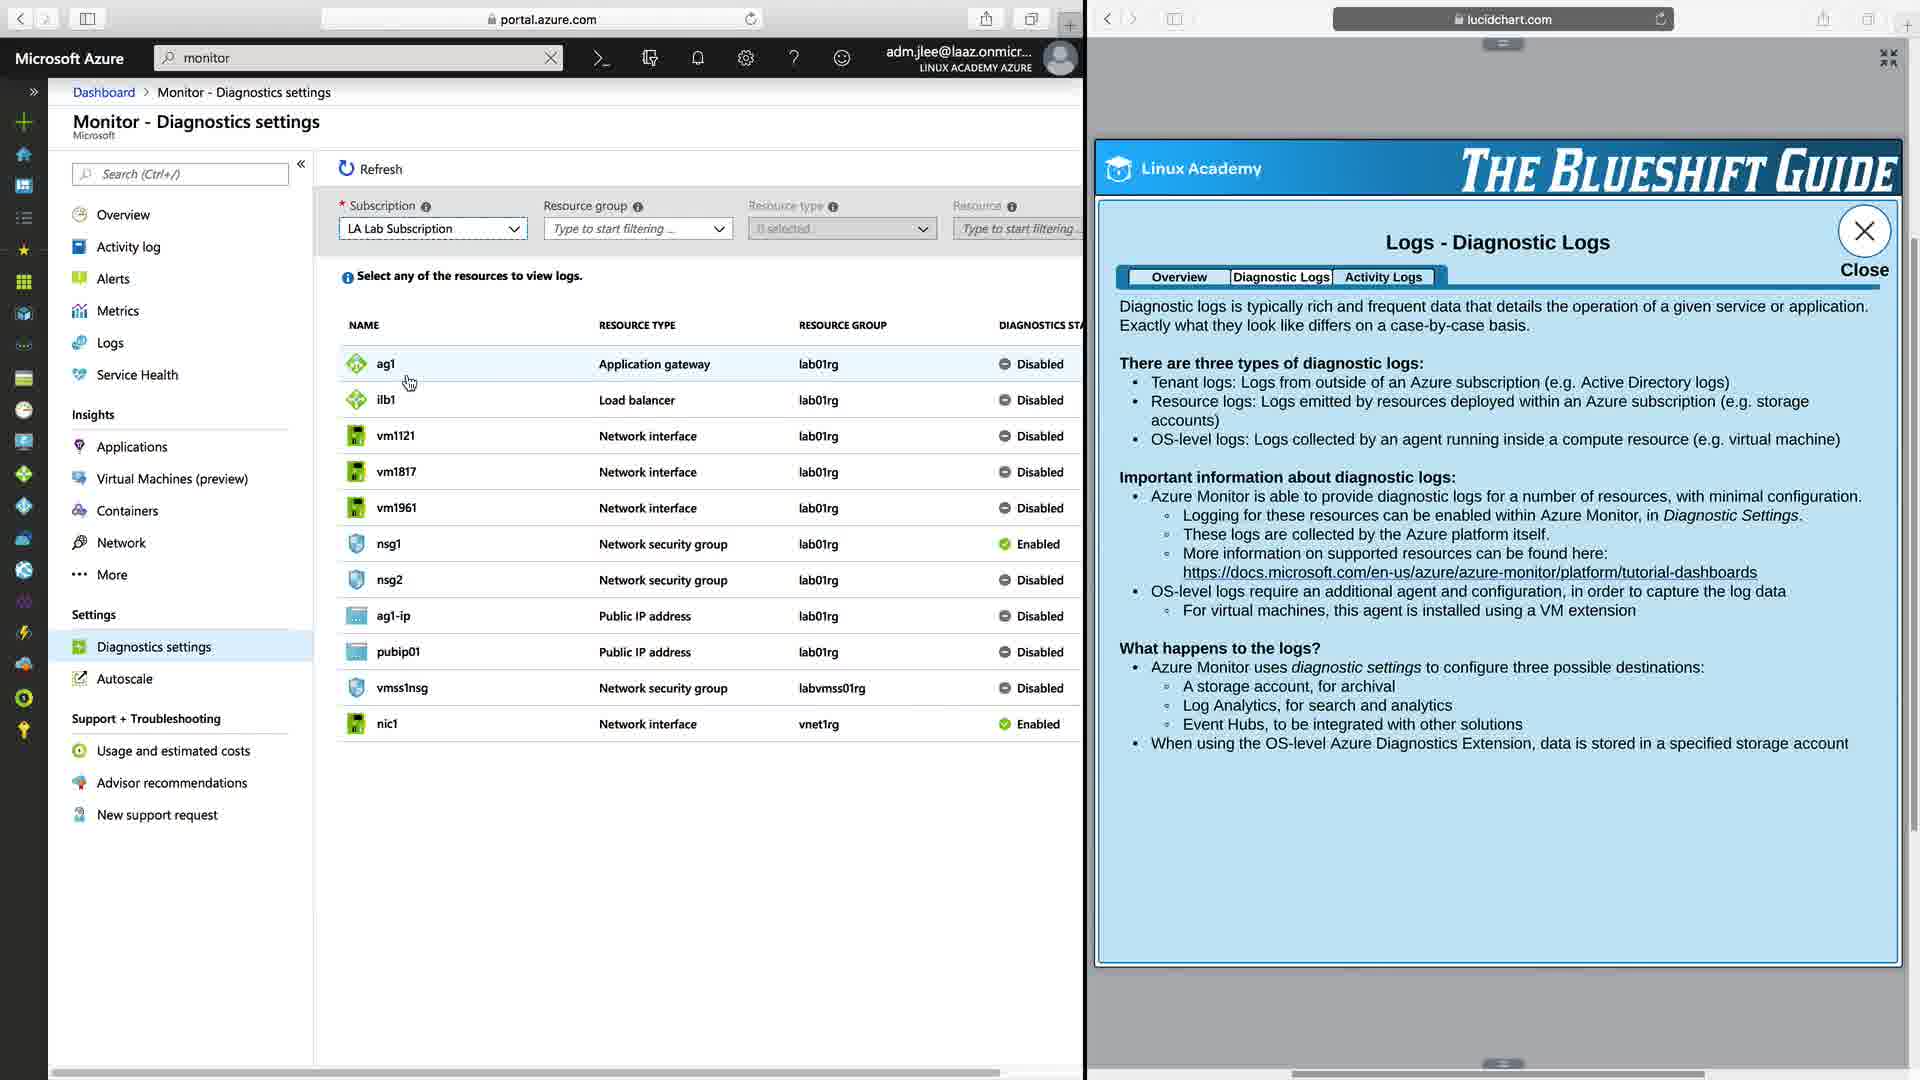 portal.azure.com
lucidchart.com
Microsoft Azure
monitor
adm.jlee@laaz.onmicr...
LINUX ACADEMY AZURE
Dashboard > Monitor - Diagnostics settings
Monitor - Diagnostics settings
Microsoft
Search (Ctrl+/)
Overview
Activity log
Alerts
Metrics
Logs
Service Health
Insights
Applications
Virtual Machines (preview)
Containers
Network
More
Settings
Diagnostics settings
Autoscale
Support + Troubleshooting
Usage and estimated costs
Advisor recommendations
New support request
Refresh
* Subscription
Resource group
Resource type
Resource
LA Lab Subscription
Type to start filtering ...
0 selected
Type to start filtering ...
Select any of the resources to view logs.
NAME RESOURCE TYPE RESOURCE GROUP DIAGNOSTICS STA
ag1 Application gateway lab01rg Disabled
ilb1 Load balancer lab01rg Disabled
vm1121 Network interface lab01rg Disabled
vm1817 Network interface lab01rg Disabled
vm1961 Network interface lab01rg Disabled
nsg1 Network security group lab01rg Enabled
nsg2 Network security group lab01rg Disabled
ag1-ip Public IP address lab01rg Disabled
pubip01 Public IP address lab01rg Disabled
vmss1nsg Network security group labvmss01rg Disabled
nic1 Network interface vnet1rg Enabled
Linux Academy
THE BLUESHIFT GUIDE
Logs - Diagnostic Logs
Close
Overview Diagnostic Logs Activity Logs
Diagnostic logs is typically rich and frequent data that details the operation of a given service or application.
Exactly what they look like differs on a case-by-case basis.
There are three types of diagnostic logs:
• Tenant logs: Logs from outside of an Azure subscription (e.g. Active Directory logs)
• Resource logs: Logs emitted by resources deployed within an Azure subscription (e.g. storage
accounts)
• OS-level logs: Logs collected by an agent running inside a compute resource (e.g. virtual machine)
Important information about diagnostic logs:
• Azure Monitor is able to provide diagnostic logs for a number of resources, with minimal configuration.
◦ Logging for these resources can be enabled within Azure Monitor, in Diagnostic Settings.
◦ These logs are collected by the Azure platform itself.
◦ More information on supported resources can be found here:
https://docs.microsoft.com/en-us/azure/azure-monitor/platform/tutorial-dashboards
• OS-level logs require an additional agent and configuration, in order to capture the log data
◦ For virtual machines, this agent is installed using a VM extension
What happens to the logs?
• Azure Monitor uses diagnostic settings to configure three possible destinations:
◦ A storage account, for archival
◦ Log Analytics, for search and analytics
◦ Event Hubs, to be integrated with other solutions
• When using the OS-level Azure Diagnostics Extension, data is stored in a specified storage account